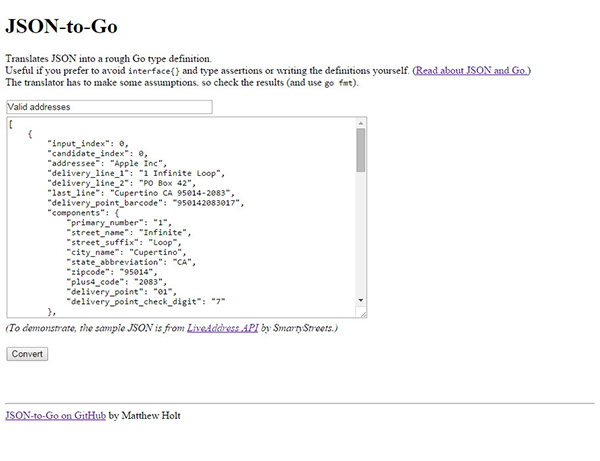 JSON-to-Go
Translates JSON into a rough Go type definition.
Useful if you prefer to avoid interface{} and type assertions or writing the definitions yourself. (Read about JSON and Go.)
The translator has to make some assumptions, so check the results (and use go fmt).
Valid addresses
[
    {
        "input_index": 0,
        "candidate_index": 0,
        "addressee": "Apple Inc",
        "delivery_line_1": "1 Infinite Loop",
        "delivery_line_2": "PO Box 42",
        "last_line": "Cupertino CA 95014-2083",
        "delivery_point_barcode": "950142083017",
        "components": {
            "primary_number": "1",
            "street_name": "Infinite",
            "street_suffix": "Loop",
            "city_name": "Cupertino",
            "state_abbreviation": "CA",
            "zipcode": "95014",
            "plus4_code": "2083",
            "delivery_point": "01",
            "delivery_point_check_digit": "7"
        },
(To demonstrate, the sample JSON is from LiveAddress API by SmartyStreets.)
Convert
JSON-to-Go on GitHub by Matthew Holt